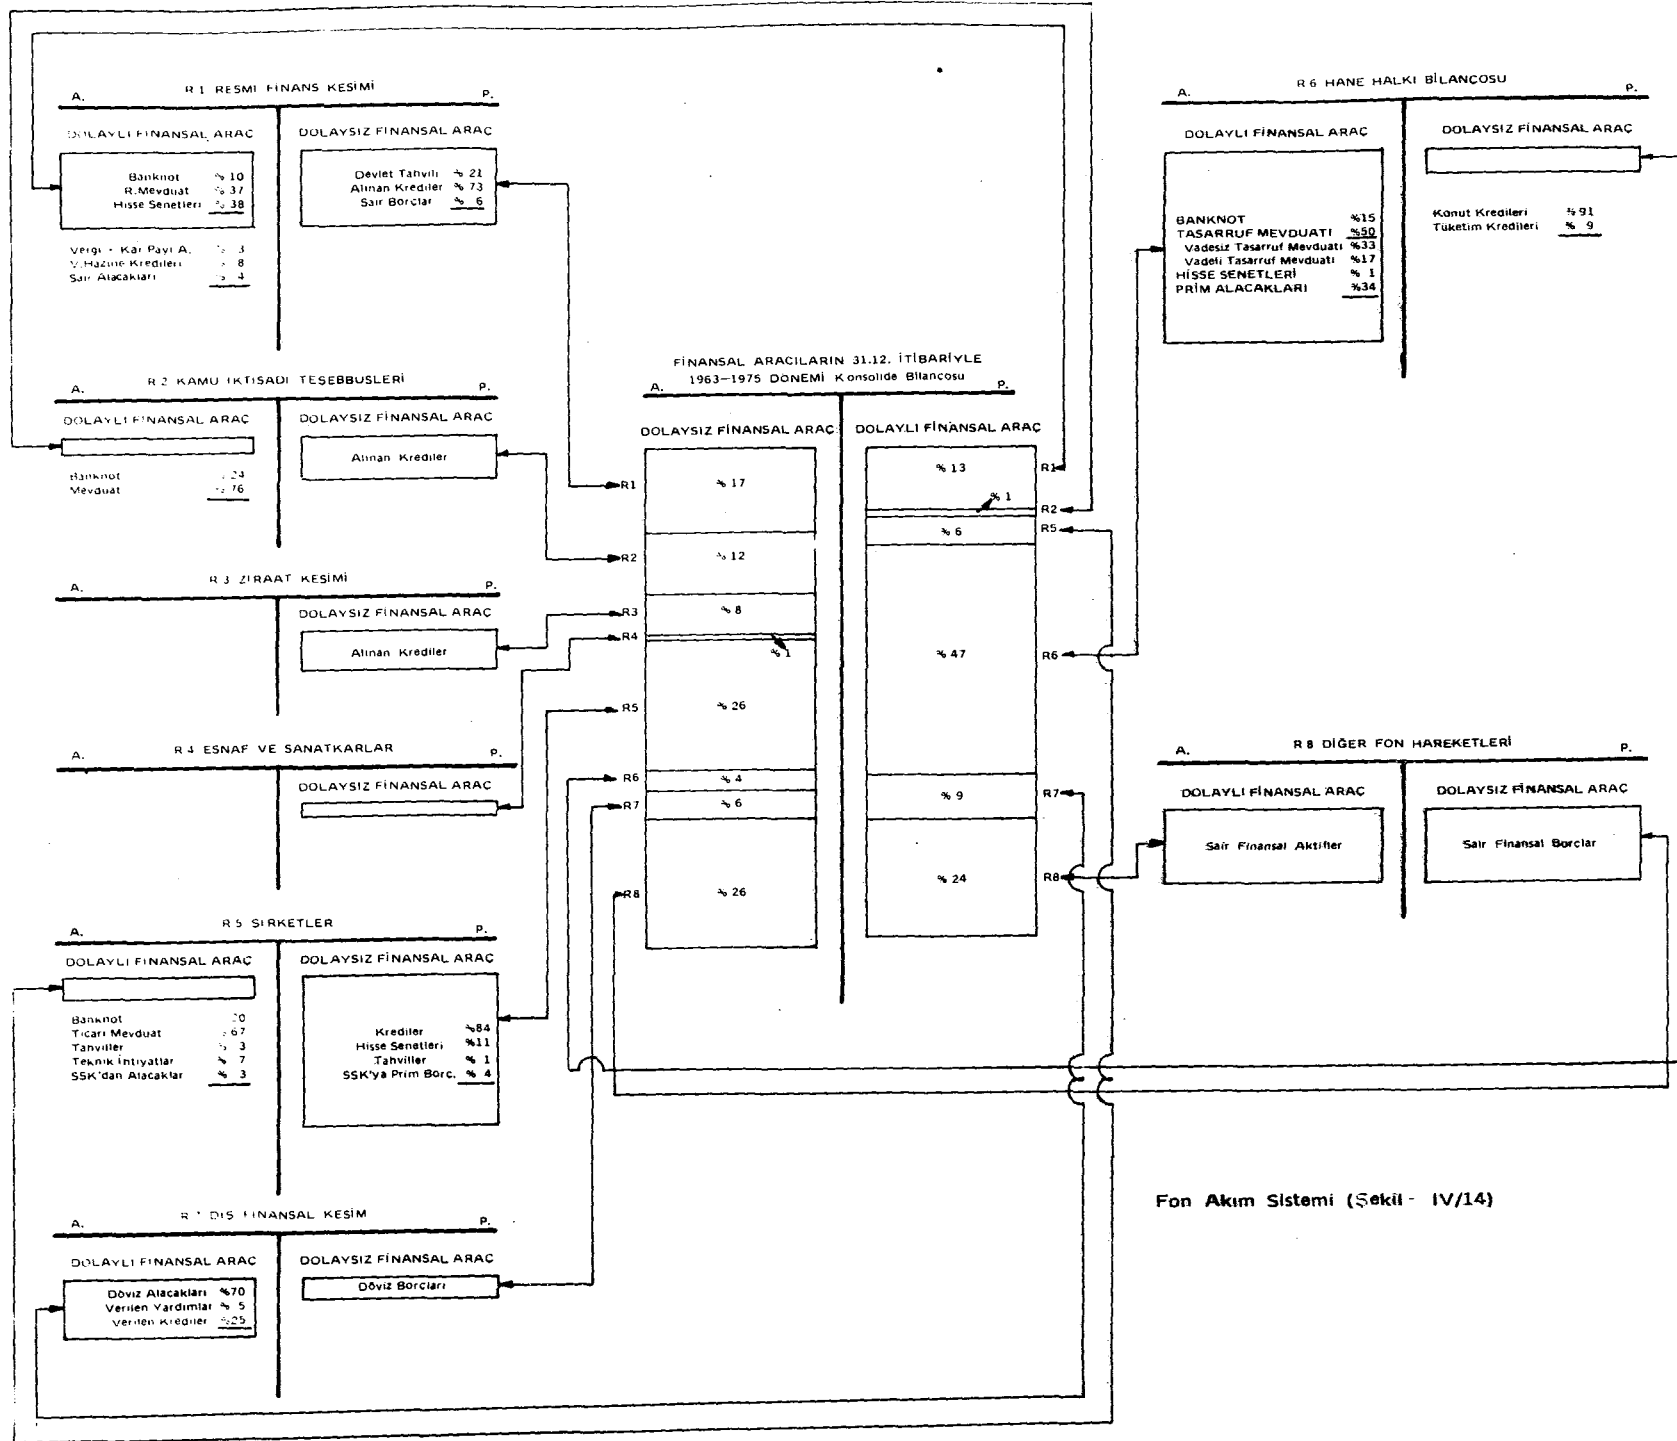 A. R 1 RESMİ FİNANS KESİMİ P.
DOLAYLI FİNANSAL ARAÇ
DOLAYSIZ FİNANSAL ARAÇ
Banknot % 10
R.Mevduat % 37
Hisse Senetleri % 38
Vergi - Kar Payı A. % 3
V.Hazine Kredileri % 8
Sair Alacakları % 4
Devlet Tahvili % 21
Alınan Krediler % 73
Sair Borçlar % 6
A. R 2 KAMU İKTİSADİ TEŞEBBÜSLERİ P.
DOLAYLI FİNANSAL ARAÇ
DOLAYSIZ FİNANSAL ARAÇ
Banknot 24
Mevduat % 76
Alınan Krediler
A. R 3 ZİRAAT KESİMİ P.
DOLAYSIZ FİNANSAL ARAÇ
Alınan Krediler
A. R 4 ESNAF VE SANATKARLAR P.
DOLAYSIZ FİNANSAL ARAÇ
A. R 5 ŞİRKETLER P.
DOLAYLI FİNANSAL ARAÇ
DOLAYSIZ FİNANSAL ARAÇ
Banknot
Ticari Mevduat % 67
Tahviller % 3
Teknik İhtiyatlar % 7
SSK'dan Alacaklar % 3
Krediler %84
Hisse Senetleri %11
Tahviller % 1
SSK'ya Prim Borç. % 4
A. R 7 DIŞ FİNANSAL KESİM P.
DOLAYLI FİNANSAL ARAÇ
DOLAYSIZ FİNANSAL ARAÇ
Döviz Alacakları %70
Verilen Yardımlar % 5
Verilen Krediler %25
Döviz Borçları
FİNANSAL ARACILARIN 31.12. İTİBARİYLE
1963–1975 DÖNEMİ Konsolide Bilançosu
A. P.
DOLAYSIZ FİNANSAL ARAÇ
DOLAYLI FİNANSAL ARAÇ
R1 % 17
R2 % 12
R3 % 8
R4 % 1
R5 % 26
R6 % 4
R7 % 6
R8 % 26
% 13 R1
% 1 R2
% 6 R5
% 47 R6
% 9 R7
% 24 R8
A. R 6 HANE HALKI BİLANÇOSU P.
DOLAYLI FİNANSAL ARAÇ
DOLAYSIZ FİNANSAL ARAÇ
BANKNOT %15
TASARRUF MEVDUATI %50
Vadesiz Tasarruf Mevduatı %33
Vadeli Tasarruf Mevduatı %17
HİSSE SENETLERİ % 1
PRİM ALACAKLARI %34
Konut Kredileri %91
Tüketim Kredileri % 9
A. R 8 DİĞER FON HAREKETLERİ P.
DOLAYLI FİNANSAL ARAÇ
DOLAYSIZ FİNANSAL ARAÇ
Sair Finansal Aktifler
Sair Finansal Borçlar
Fon Akım Sistemi (Şekil - IV/14)